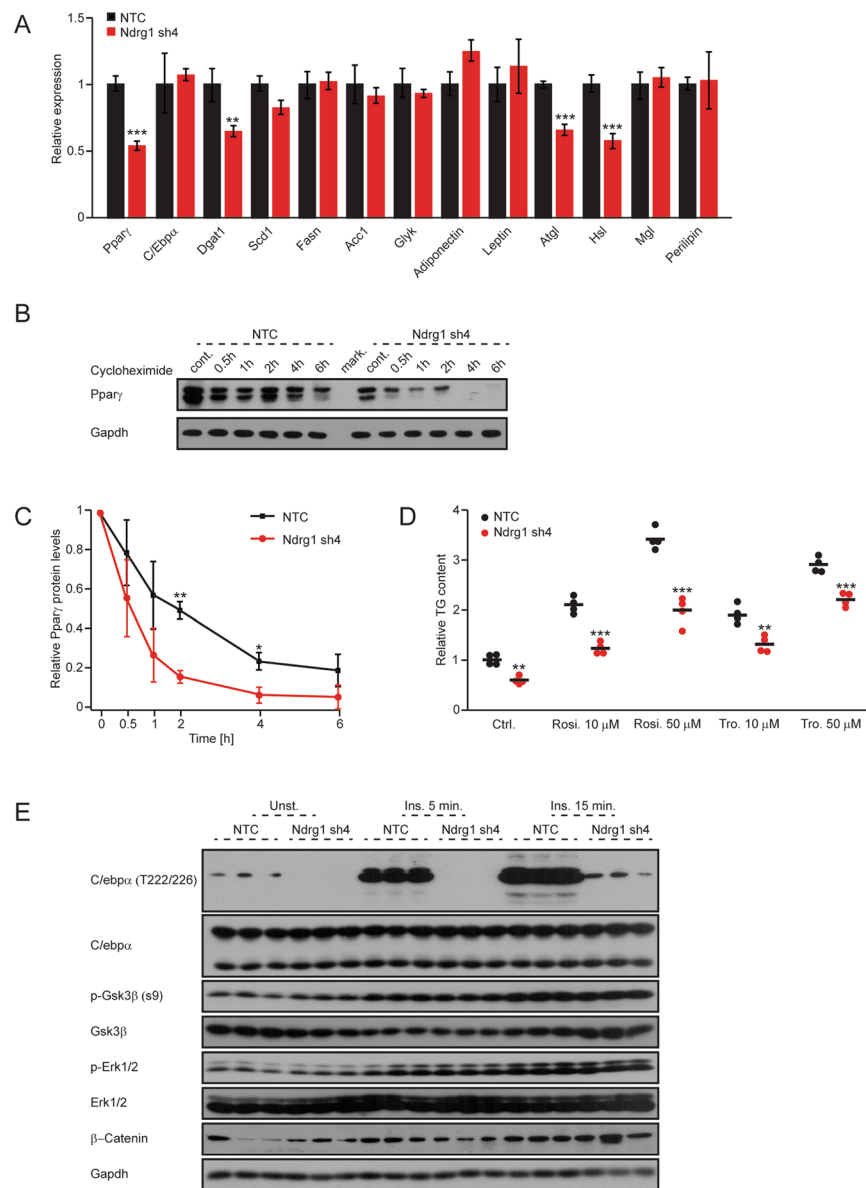 A
NTC
Ndrg1 sh4
Relative expression
1.5
1
0.5
0
***
**
***
***
Pparγ
C/Ebpα
Dgat1
Scd1
Fasn
Acc1
Glyk
Adiponectin
Leptin
Atgl
Hsl
Mgl
Perilipin
B
NTC Ndrg1 sh4
Cycloheximide cont. 0.5h 1h 2h 4h 6h mark. cont. 0.5h 1h 2h 4h 6h
Pparγ
Gapdh
C
NTC
Ndrg1 sh4
Relative Pparγ protein levels
1
0.8
0.6
0.4
0.2
0
**
*
0 0.5 1 2 4 6
Time [h]
D
NTC
Ndrg1 sh4
Relative TG content
4
3
2
1
0
**
***
***
**
***
Ctrl. Rosi. 10 μM Rosi. 50 μM Tro. 10 μM Tro. 50 μM
E
Unst. Ins. 5 min. Ins. 15 min.
NTC Ndrg1 sh4 NTC Ndrg1 sh4 NTC Ndrg1 sh4
C/ebpα (T222/226)
C/ebpα
p-Gsk3β (s9)
Gsk3β
p-Erk1/2
Erk1/2
β–Catenin
Gapdh